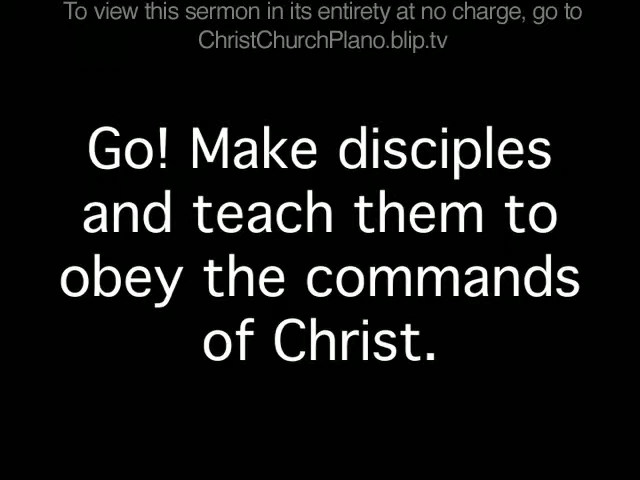 To view this sermon in its entirety at no charge, go to
ChristChurchPlano.blip.tv
Go! Make disciples
and teach them to
obey the commands
of Christ.